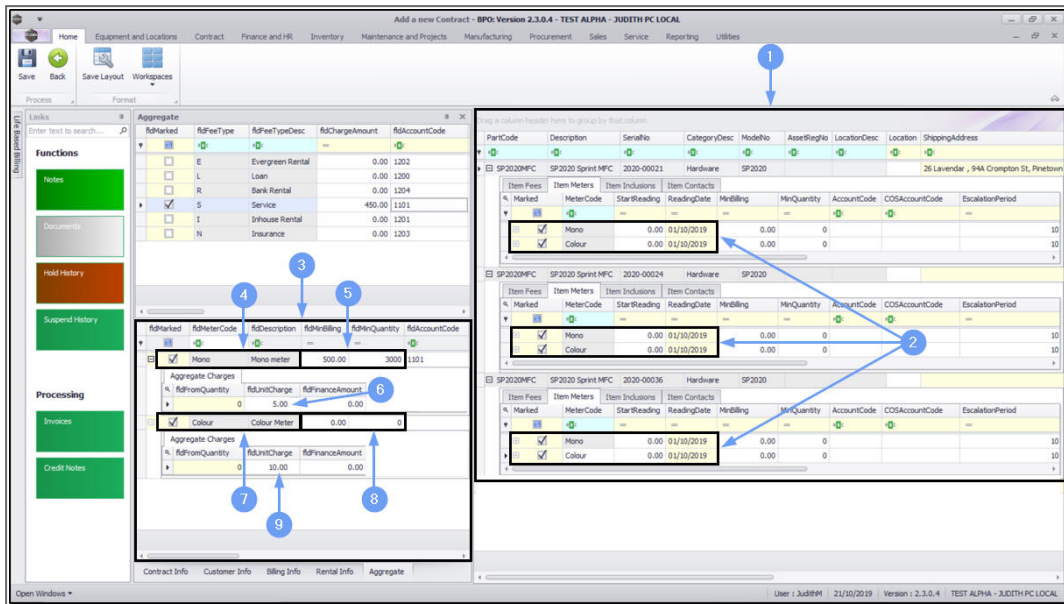 Add a new Contract - BPO: Version 2.3.0.4 - TEST ALPHA - JUDITH PC LOCAL
Home Equipment and Locations Contract Finance and HR Inventory Maintenance and Projects Manufacturing Procurement Sales Service Reporting Utilities
Save Back Save Layout Workspaces
Process Format
1
Life Based Billing
Links
Enter text to search...
Functions
Notes
Documents
Hold History
Suspend History
Processing
Invoices
Credit Notes
Aggregate
fldMarked fldFeeType fldFeeTypeDesc fldChargeAmount fldAccountCode
E Evergreen Rental 0.00 1202
L Loan 0.00 1200
R Bank Rental 0.00 1204
S Service 450.00 1101
I Inhouse Rental 0.00 1201
N Insurance 0.00 1203
3
4 5
fldMarked fldMeterCode fldDescription fldMinBilling fldMinQuantity fldAccountCode
Mono Mono meter 500.00 3000 1101
Aggregate Charges
fldFromQuantity fldUnitCharge fldFinanceAmount
0 5.00 0.00
6
Colour Colour Meter 0.00 0
Aggregate Charges
fldFromQuantity fldUnitCharge fldFinanceAmount
0 10.00 0.00
7 8
9
Contract Info Customer Info Billing Info Rental Info Aggregate
Drag a column header here to group by that column
PartCode Description SerialNo CategoryDesc ModelNo AssetRegNo LocationDesc Location ShippingAddress
SP2020MFC SP2020 Sprint MFC 2020-00021 Hardware SP2020 26 Lavendar , 94A Crompton St, Pinetown
Item Fees Item Meters Item Inclusions Item Contacts
Marked MeterCode StartReading ReadingDate MinBilling MinQuantity AccountCode COSAccountCode EscalationPeriod
Mono 0.00 01/10/2019 0.00 0 10
Colour 0.00 01/10/2019 0.00 0 10
SP2020MFC SP2020 Sprint MFC 2020-00024 Hardware SP2020
Item Fees Item Meters Item Inclusions Item Contacts
Marked MeterCode StartReading ReadingDate MinBilling MinQuantity AccountCode COSAccountCode EscalationPeriod
Mono 0.00 01/10/2019 0.00 0 10
Colour 0.00 01/10/2019 0.00 0 10
2
SP2020MFC SP2020 Sprint MFC 2020-00036 Hardware SP2020
Item Fees Item Meters Item Inclusions Item Contacts
Marked MeterCode StartReading ReadingDate MinBilling MinQuantity AccountCode COSAccountCode EscalationPeriod
Mono 0.00 01/10/2019 0.00 0 10
Colour 0.00 01/10/2019 0.00 0 10
Open Windows User : JudithM 21/10/2019 Version : 2.3.0.4 TEST ALPHA - JUDITH PC LOCAL